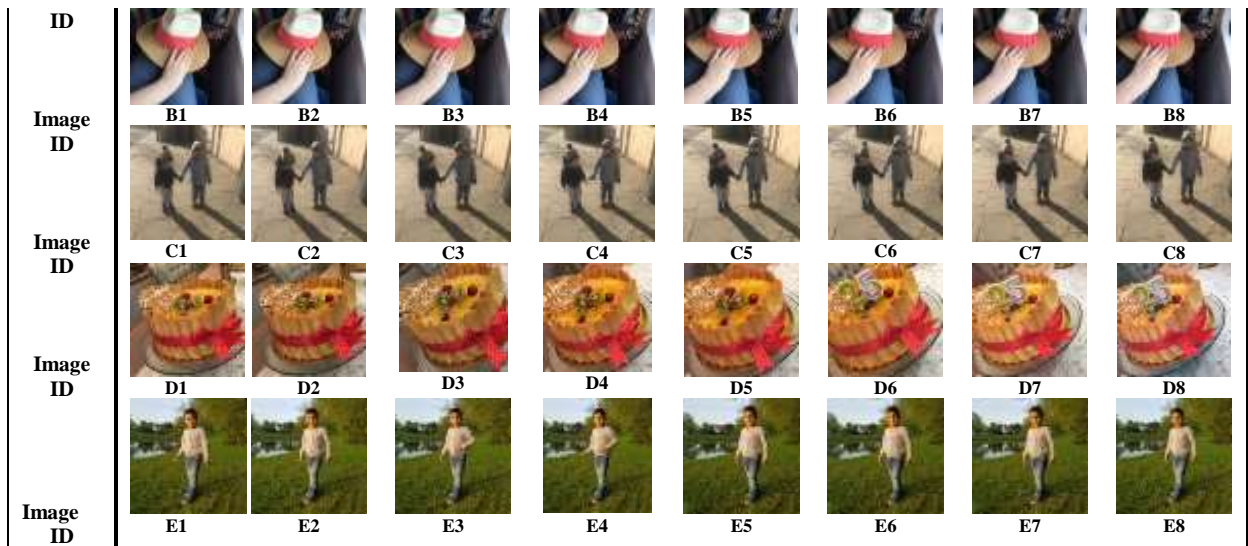 ID
B1 B2 B3 B4 B5 B6 B7 B8
Image
ID
C1 C2 C3 C4 C5 C6 C7 C8
Image
ID
D1 D2 D3 D4 D5 D6 D7 D8
Image
ID
E1 E2 E3 E4 E5 E6 E7 E8
Image
ID